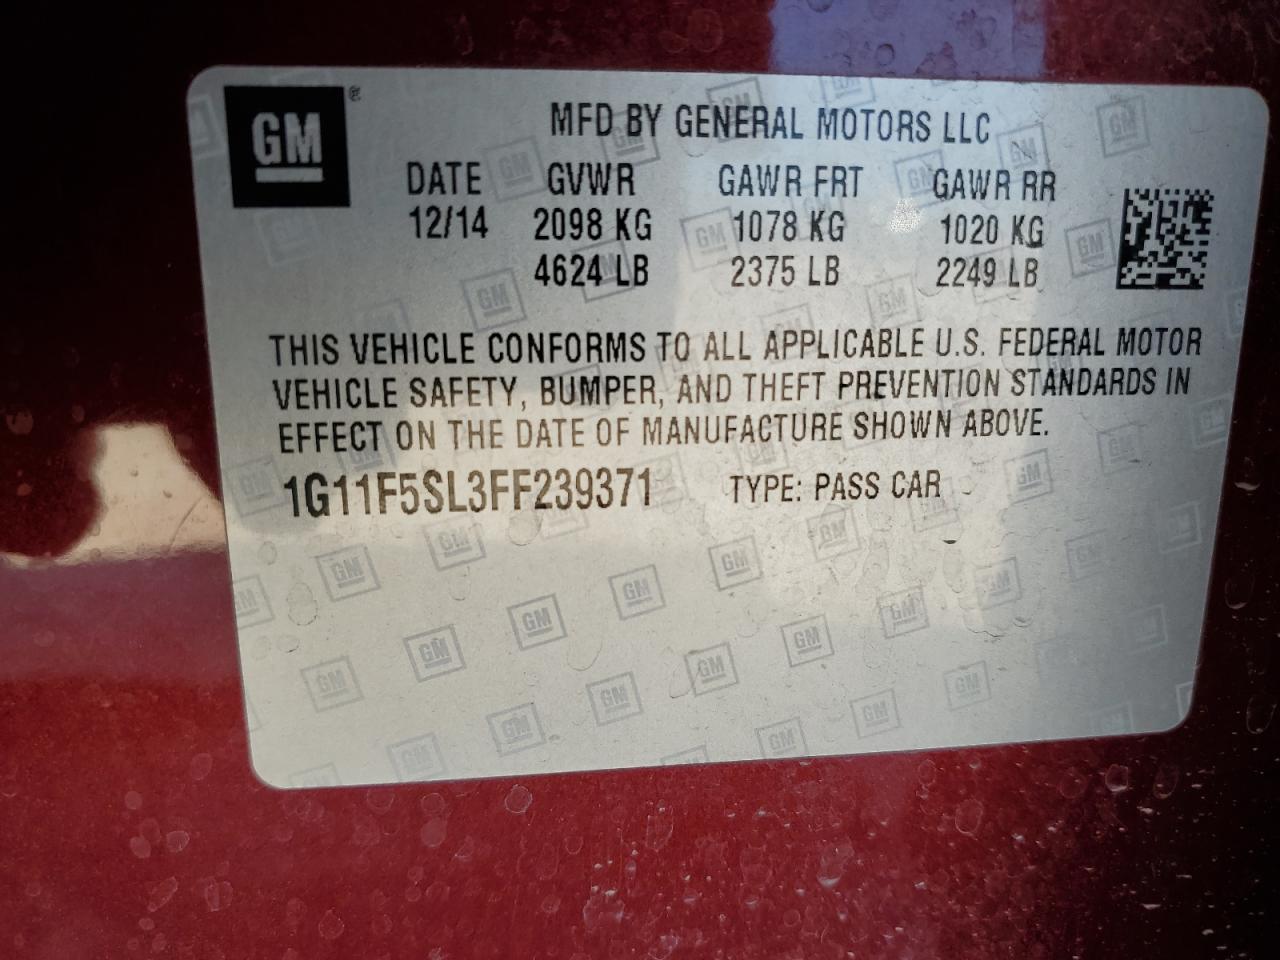 GM ®
MFD BY GENERAL MOTORS LLC
DATE GVWR GAWR FRT GAWR RR
12/14 2098 KG 1078 KG 1020 KG
4624 LB 2375 LB 2249 LB
THIS VEHICLE CONFORMS TO ALL APPLICABLE U.S. FEDERAL MOTOR
VEHICLE SAFETY, BUMPER, AND THEFT PREVENTION STANDARDS IN
EFFECT ON THE DATE OF MANUFACTURE SHOWN ABOVE.
1G11F5SL3FF239371 TYPE: PASS CAR